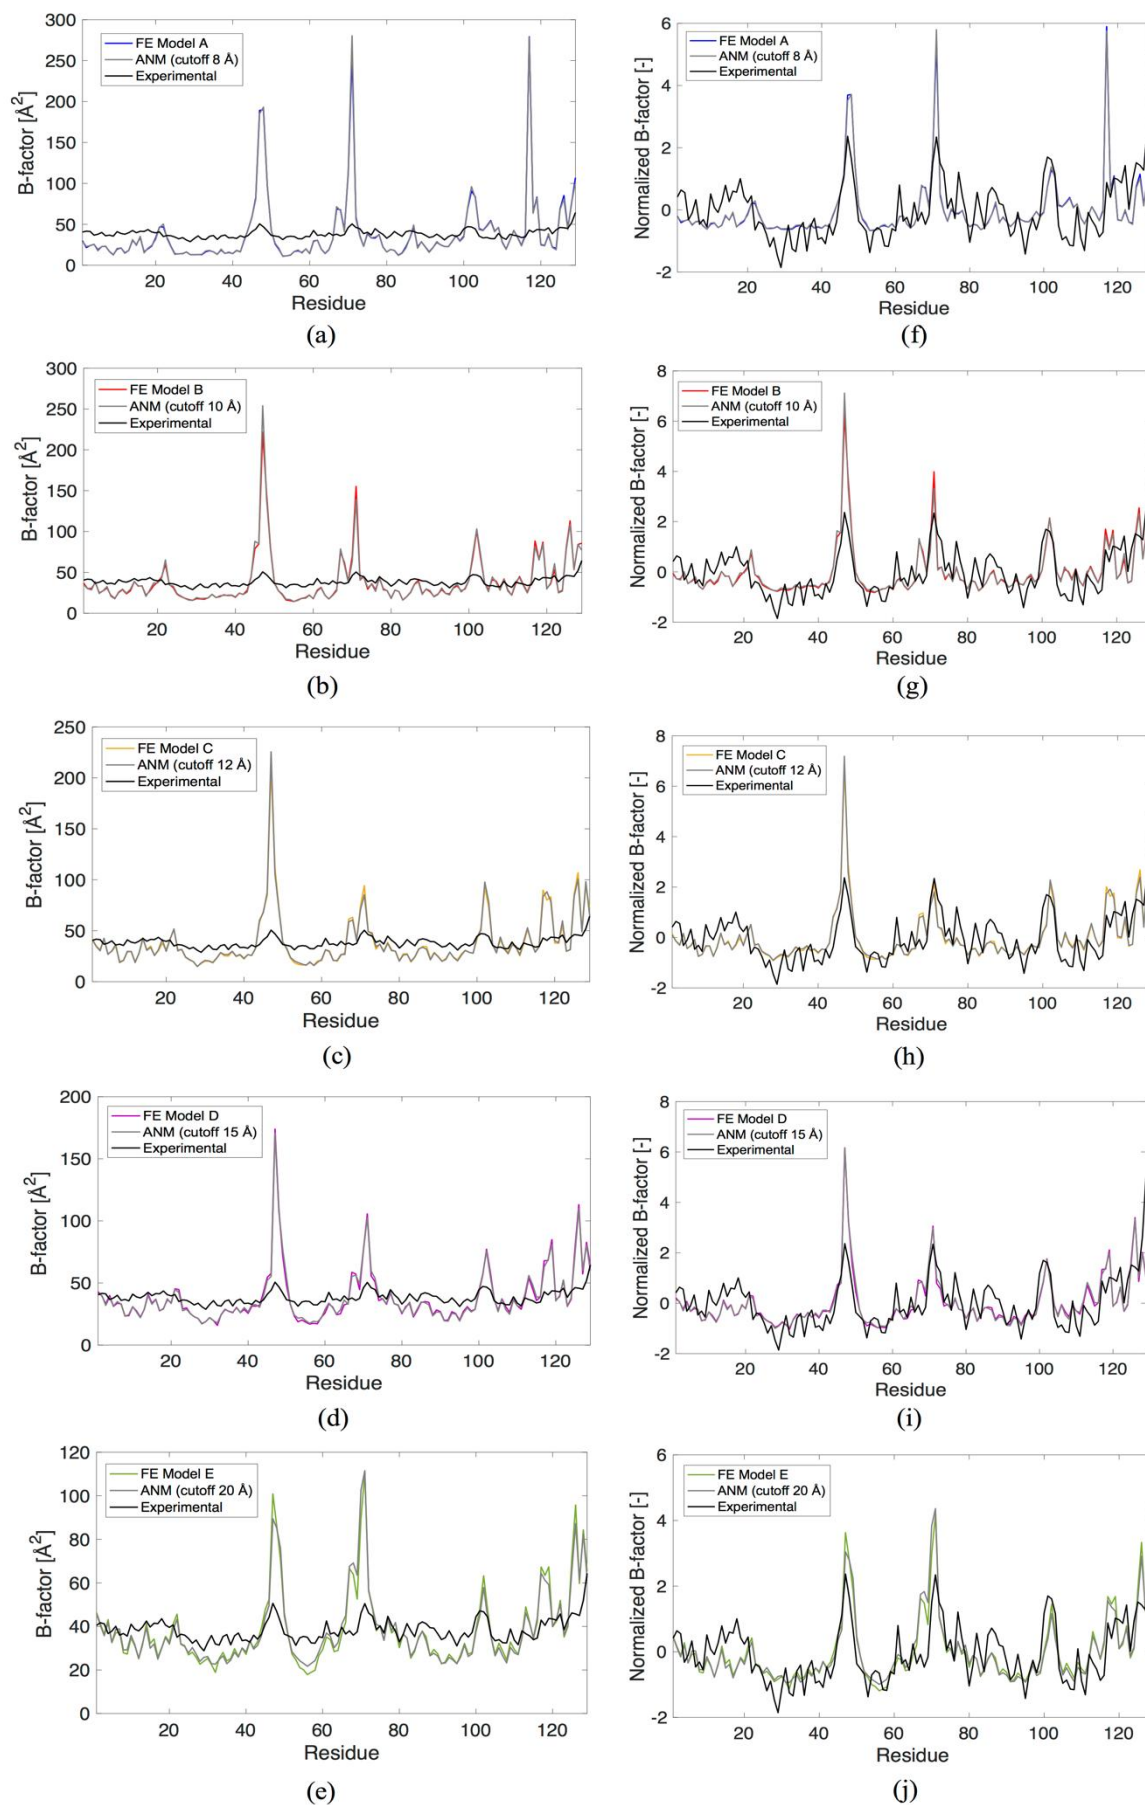 300
250
200
150
100
50
0
B-factor [Å²]
FE Model A
ANM (cutoff 8 Å)
Experimental
20 40 60 80 100 120
Residue
(a)
6
4
2
0
-2
Normalized B-factor [-]
FE Model A
ANM (cutoff 8 Å)
Experimental
20 40 60 80 100 120
Residue
(f)
300
250
200
150
100
50
0
B-factor [Å²]
FE Model B
ANM (cutoff 10 Å)
Experimental
20 40 60 80 100 120
Residue
(b)
8
6
4
2
0
-2
Normalized B-factor [-]
FE Model B
ANM (cutoff 10 Å)
Experimental
20 40 60 80 100 120
Residue
(g)
250
200
150
100
50
0
B-factor [Å²]
FE Model C
ANM (cutoff 12 Å)
Experimental
20 40 60 80 100 120
Residue
(c)
8
6
4
2
0
-2
Normalized B-factor [-]
FE Model C
ANM (cutoff 12 Å)
Experimental
20 40 60 80 100 120
Residue
(h)
200
150
100
50
0
B-factor [Å²]
FE Model D
ANM (cutoff 15 Å)
Experimental
20 40 60 80 100 120
Residue
(d)
8
6
4
2
0
-2
Normalized B-factor [-]
FE Model D
ANM (cutoff 15 Å)
Experimental
20 40 60 80 100 120
Residue
(i)
120
100
80
60
40
20
0
B-factor [Å²]
FE Model E
ANM (cutoff 20 Å)
Experimental
20 40 60 80 100 120
Residue
(e)
6
4
2
0
-2
Normalized B-factor [-]
FE Model E
ANM (cutoff 20 Å)
Experimental
20 40 60 80 100 120
Residue
(j)